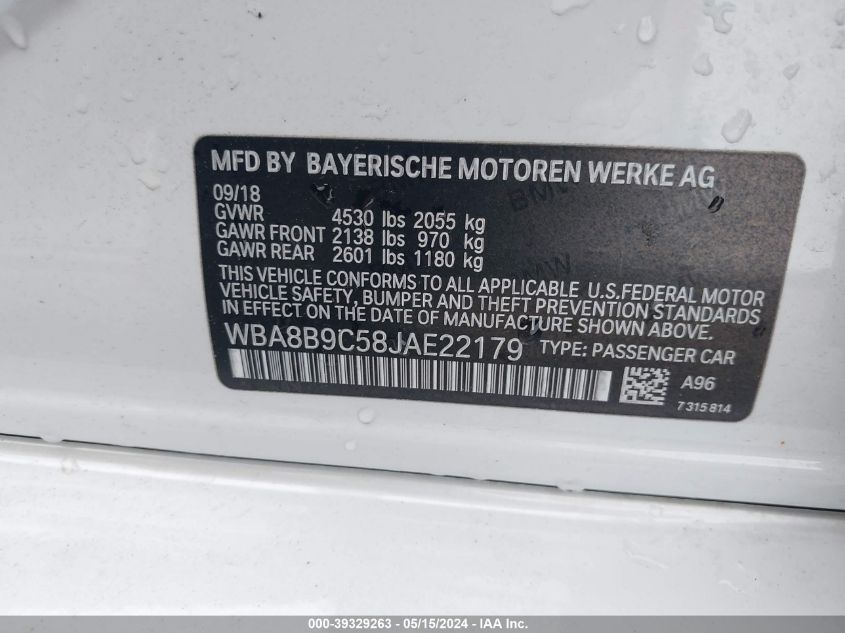 MFD BY BAYERISCHE MOTOREN WERKE AG
09/18
GVWR 4530 lbs 2055 kg
GAWR FRONT 2138 lbs 970 kg
GAWR REAR 2601 lbs 1180 kg
THIS VEHICLE CONFORMS TO ALL APPLICABLE U.S.FEDERAL MOTOR
VEHICLE SAFETY, BUMPER AND THEFT PREVENTION STANDARDS
IN EFFECT ON THE DATE OF MANUFACTURE SHOWN ABOVE.
WBA8B9C58JAE22179 TYPE: PASSENGER CAR
A96
7 315 814
000-39329263 - 05/15/2024 - IAA Inc.